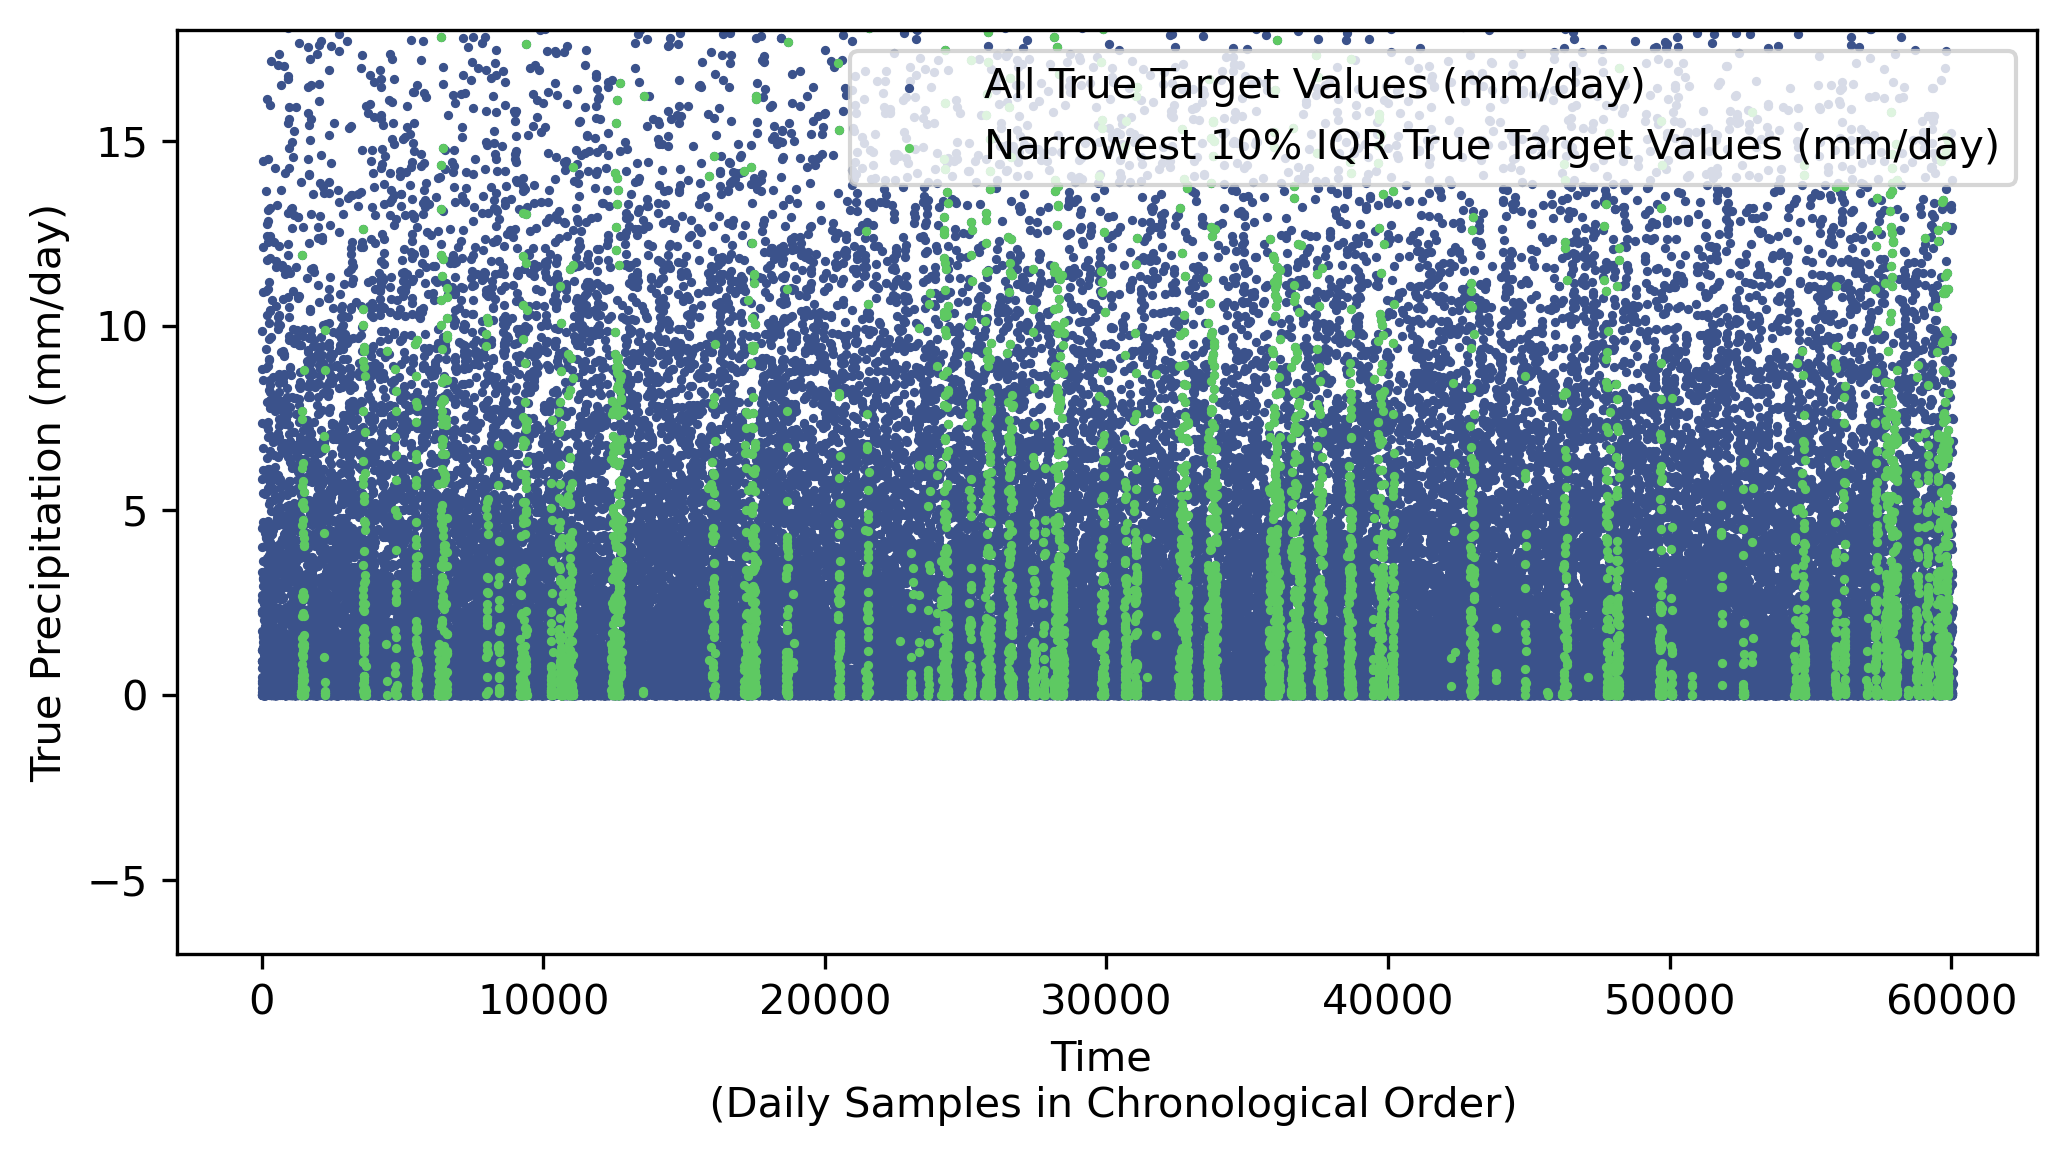 All True Target Values (mm/day)
Narrowest 10% IQR True Target Values (mm/day)
True Precipitation (mm/day)
15
10
5
0
−5
0 10000 20000 30000 40000 50000 60000
Time
(Daily Samples in Chronological Order)